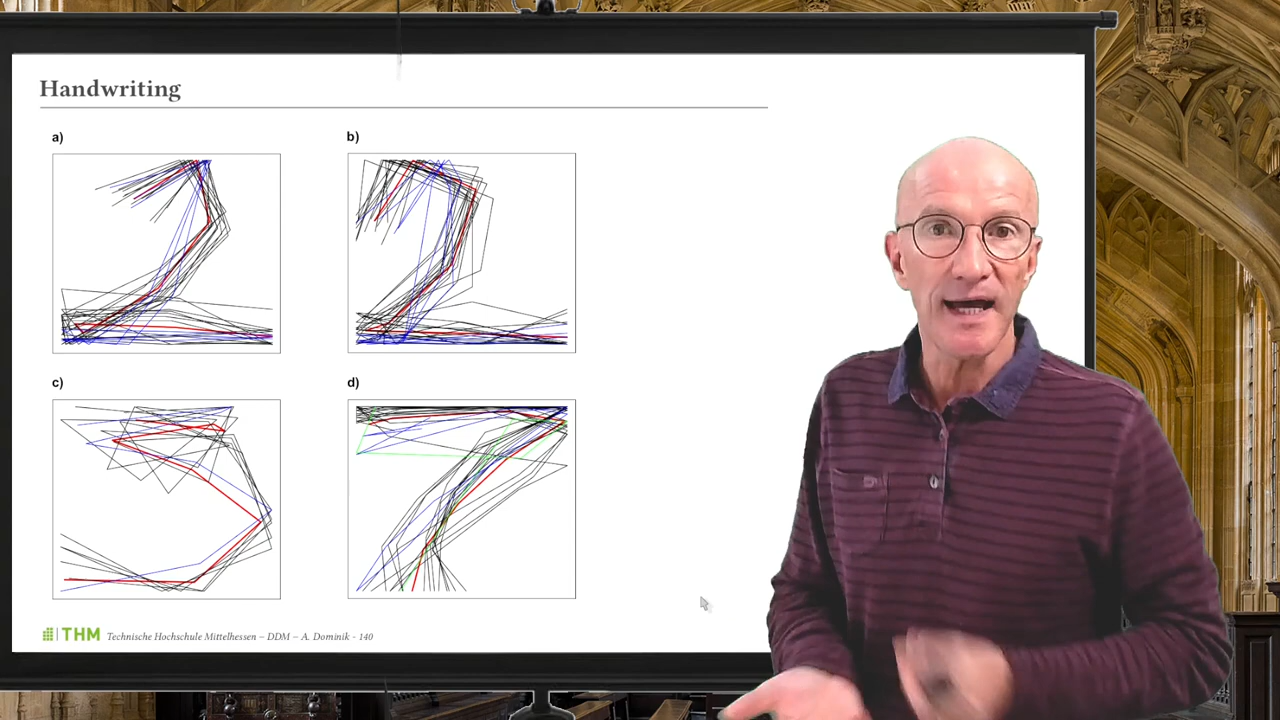 Handwriting
a)
b)
c)
d)
THM Technische Hochschule Mittelhessen – DDM – A. Dominik - 140